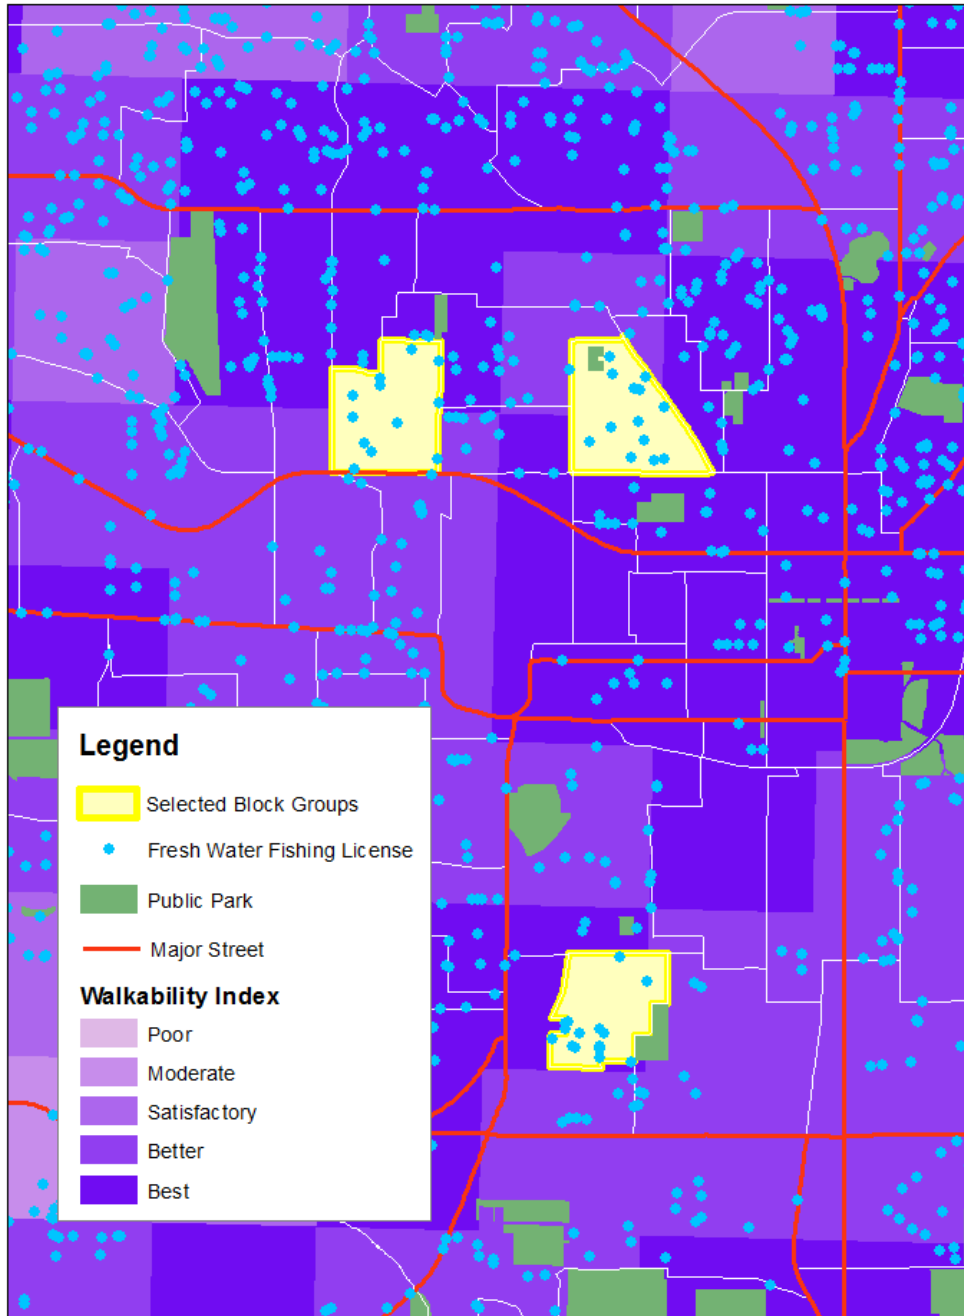 Legend
Selected Block Groups
Fresh Water Fishing License
Public Park
Major Street
Walkability Index
Poor
Moderate
Satisfactory
Better
Best